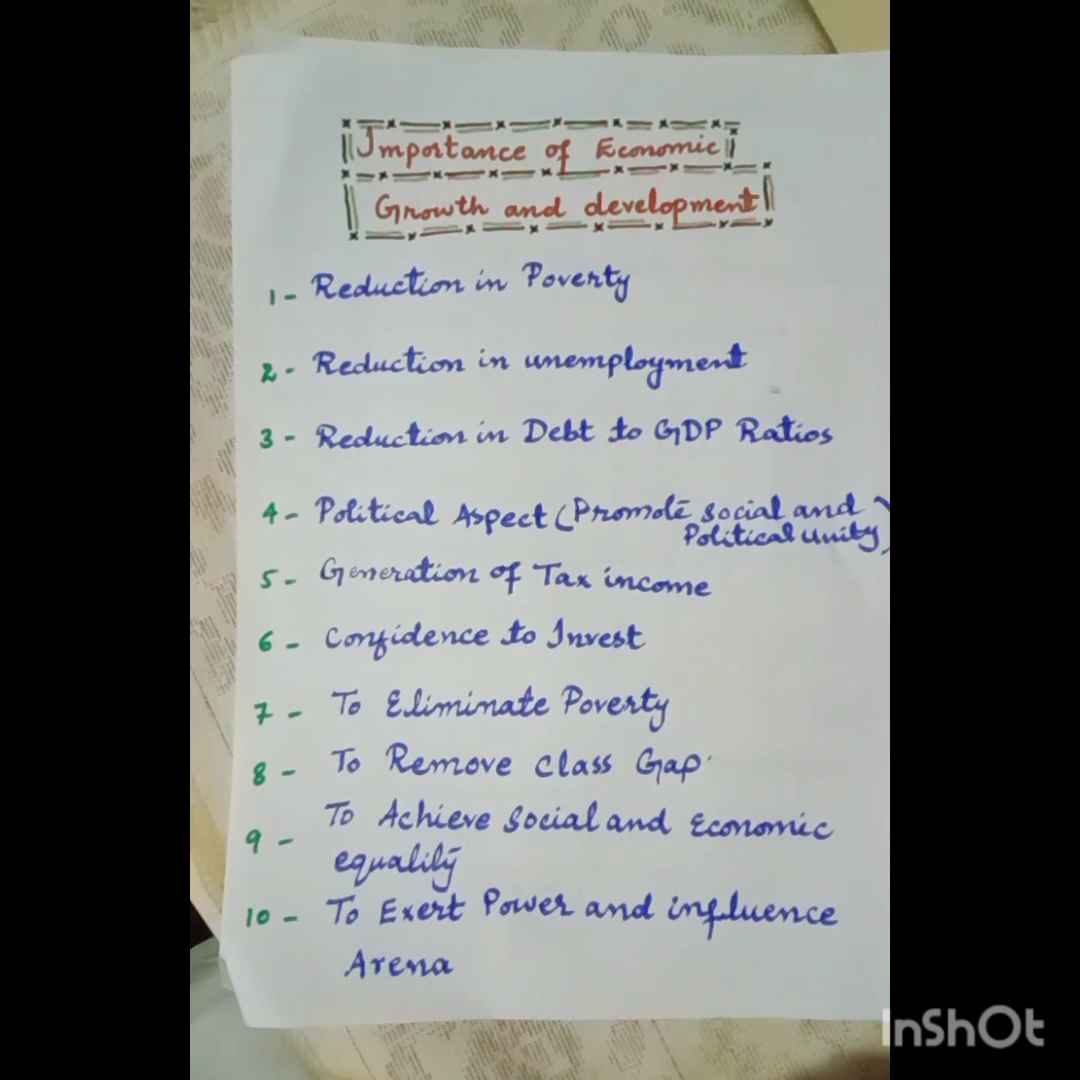 Importance of Economic
Growth and development
1- Reduction in Poverty
2- Reduction in unemployment
3- Reduction in Debt to GDP Ratios
4- Political Aspect (Promote social and
Political unity)
5- Generation of Tax income
6- Confidence to Invest
7- To Eliminate Poverty
8- To Remove class Gap
9- To Achieve Social and Economic
equality
10- To Exert Power and influence
Arena
InShOt